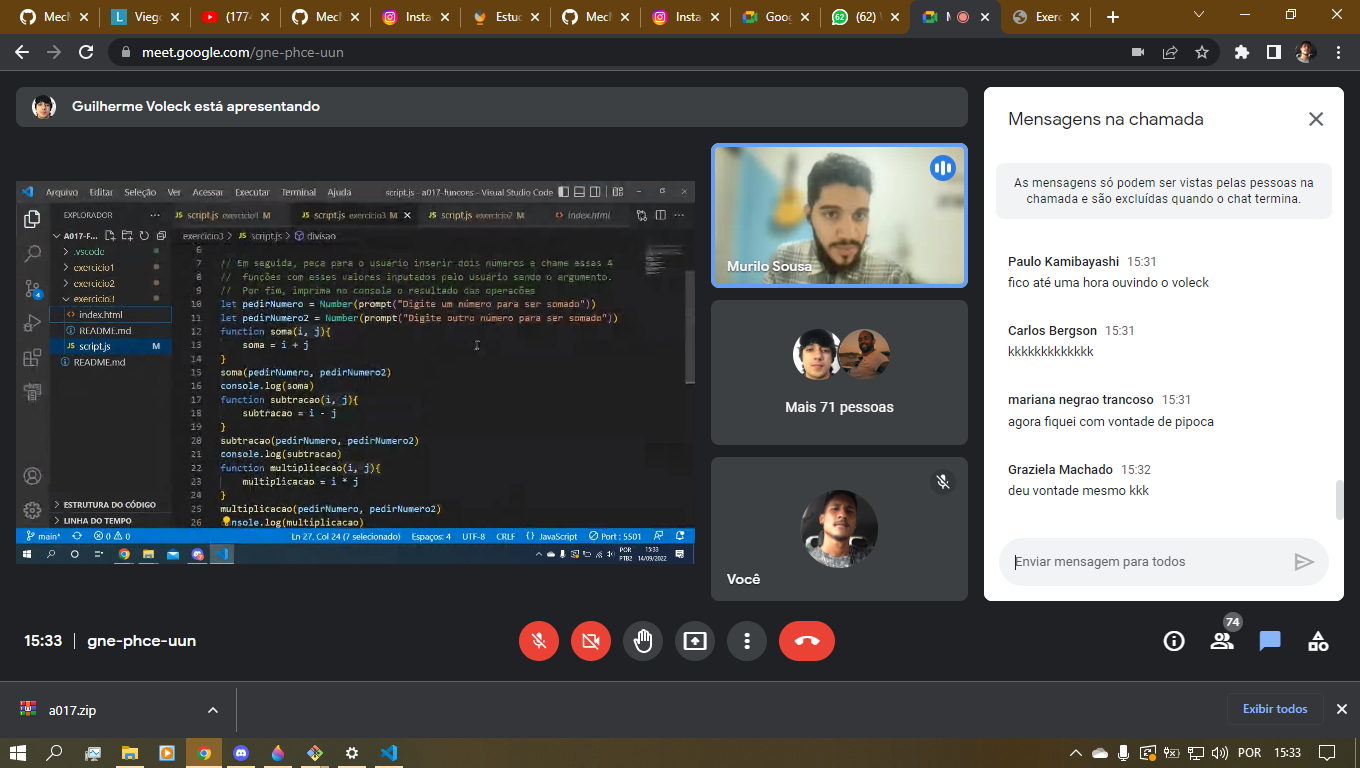 Mech
Viego
(177
Mech
Insta
Estud
Mech
Insta
Goog
(62)
Exerc
meet.google.com/gne-phce-uun
Guilherme Voleck está apresentando
Arquivo Editar Seleção Ver Acessar Executar Terminal Ajuda script.js - a017-funcoes - Visual Studio Code
EXPLORADOR
script.js exercicio1 M
script.js exercicio3 M
script.js exercicio2 M
index.html
A017-F...
exercicio3 > JS script.js > divisao
.vscode
exercicio1
exercicio2
exercicio3
index.html
README.md
script.js M
README.md
ESTRUTURA DO CÓDIGO
LINHA DO TEMPO
6
7 // Em seguida, peça para o usuário inserir dois números e chame essas 4
8 // funções com esses valores inputados pelo usuário sendo o argumento.
9 // Por fim, imprima no console o resultado das operações
10 let pedirNumero = Number(prompt("Digite um número para ser somado"))
11 let pedirNumero2 = Number(prompt("Digite outro número para ser somado"))
12 function soma(i, j){
13 soma = i + j
14 }
15 soma(pedirNumero, pedirNumero2)
16 console.log(soma)
17 function subtracao(i, j){
18 subtracao = i - j
19 }
20 subtracao(pedirNumero, pedirNumero2)
21 console.log(subtracao)
22 function multiplicacao(i, j){
23 multiplicacao = i * j
24 }
25 multiplicacao(pedirNumero, pedirNumero2)
26 console.log(multiplicacao)
main* 0 0 Ln 27, Col 24 (7 selecionado) Espaços: 4 UTF-8 CRLF {} JavaScript Port : 5501
POR
PTB2
15:33
14/09/2022
Murilo Sousa
Mais 71 pessoas
Você
Mensagens na chamada
As mensagens só podem ser vistas pelas pessoas na
chamada e são excluídas quando o chat termina.
Paulo Kamibayashi 15:31
fico até uma hora ouvindo o voleck
Carlos Bergson 15:31
kkkkkkkkkkkkk
mariana negrao trancoso 15:31
agora fiquei com vontade de pipoca
Graziela Machado 15:32
deu vontade mesmo kkk
Enviar mensagem para todos
15:33 | gne-phce-uun
74
a017.zip
Exibir todos
POR 15:33